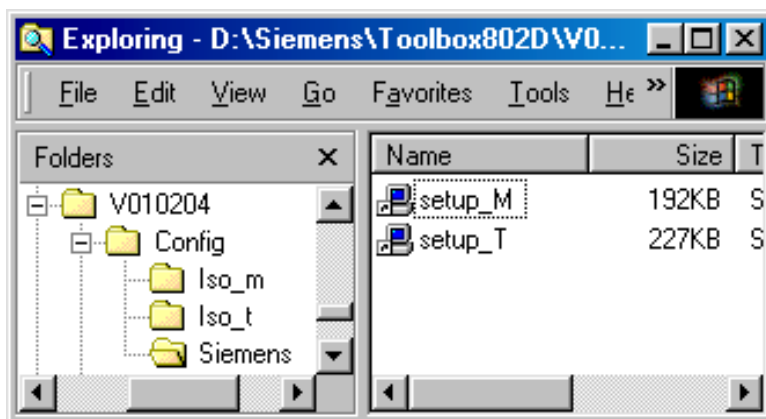 Exploring - D:\Siemens\Toolbox802D\V0...
File Edit View Go Favorites Tools He »
Folders
V010204
Config
Iso_m
Iso_t
Siemens
Name Size T
setup_M 192KB S
setup_T 227KB S